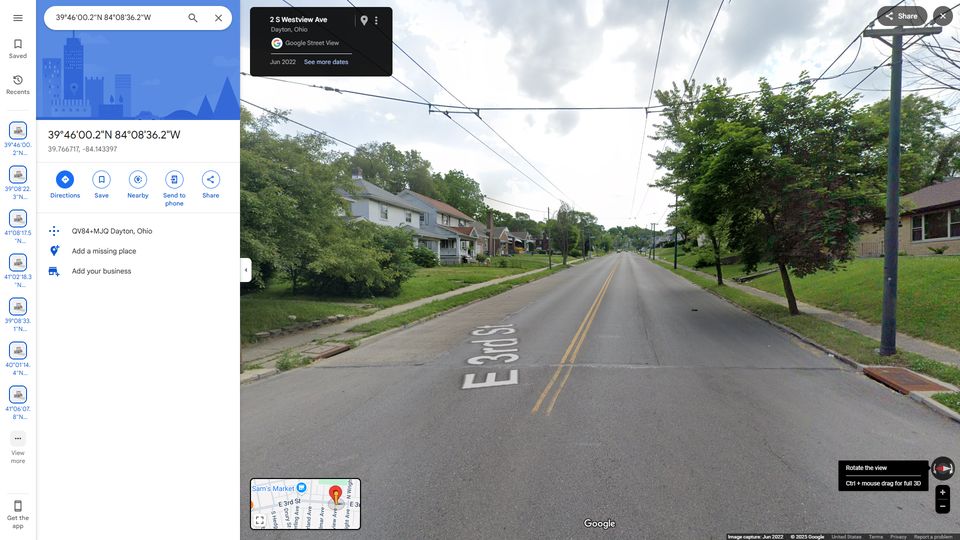 39°46'00.2"N 84°08'36.2"W
Saved
Recents
39°46'00.
2"N...
39°08'22.
3"N...
41°08'17.5
"N...
41°02'18.3
"N...
39°08'33.
1"N...
40°01'14.
4"N...
41°06'07.
8"N...
View
more
Get the
app
39°46'00.2"N 84°08'36.2"W
39.766717, -84.143397
Directions
Save
Nearby
Send to
phone
Share
QV84+MJQ Dayton, Ohio
Add a missing place
Add your business
2 S Westview Ave
Dayton, Ohio
Google Street View
Jun 2022 See more dates
Share
E 3rd St
Sam's Market
E 3rd St
Rotate the view
Ctrl + mouse drag for full 3D
Google
Image capture: Jun 2022 © 2025 Google United States Terms Privacy Report a problem